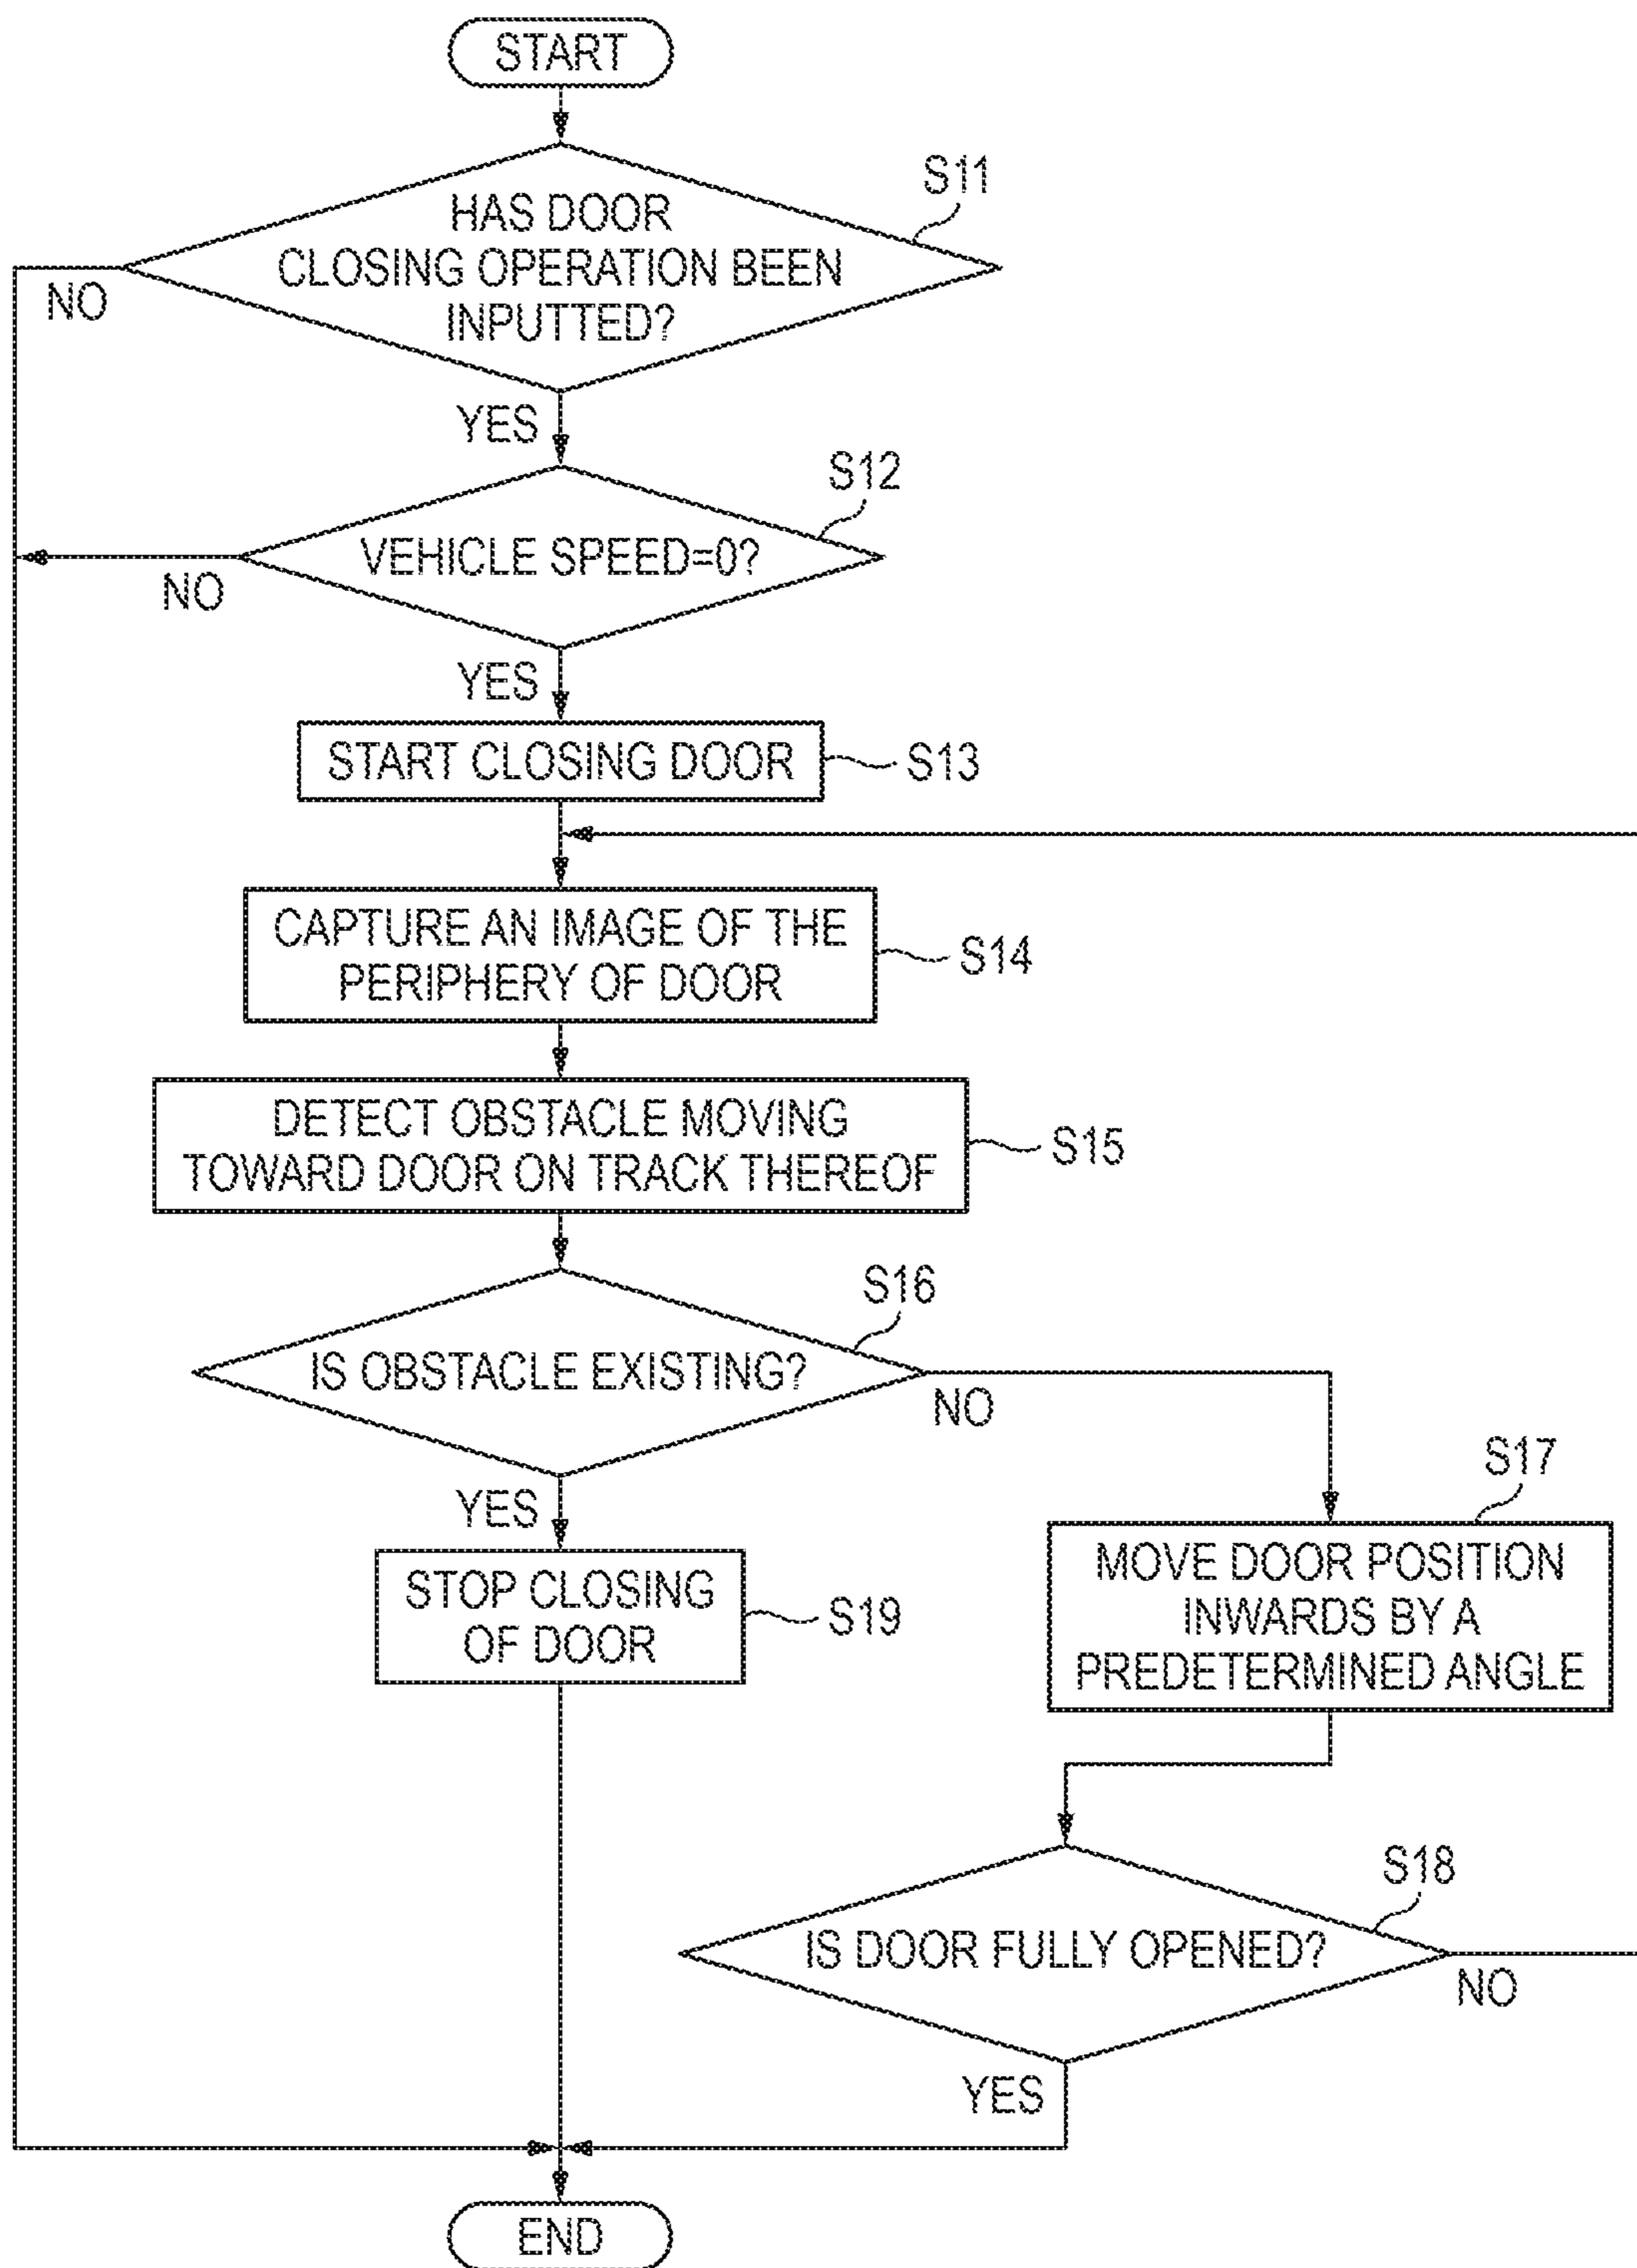 START
S11
HAS DOOR
CLOSING OPERATION BEEN
INPUTTED?
NO
YES
S12
VEHICLE SPEED=0?
NO
YES
START CLOSING DOOR
S13
CAPTURE AN IMAGE OF THE
PERIPHERY OF DOOR
S14
DETECT OBSTACLE MOVING
TOWARD DOOR ON TRACK THEREOF
S15
S16
IS OBSTACLE EXISTING?
NO
YES
S17
MOVE DOOR POSITION
INWARDS BY A
PREDETERMINED ANGLE
STOP CLOSING
OF DOOR
S19
S18
IS DOOR FULLY OPENED?
NO
YES
END